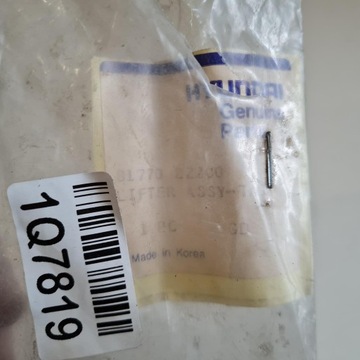 HYUNDAI
Genuine
Parts
LIFTER ASSY-
1 PC
Made in Korea
1Q7819